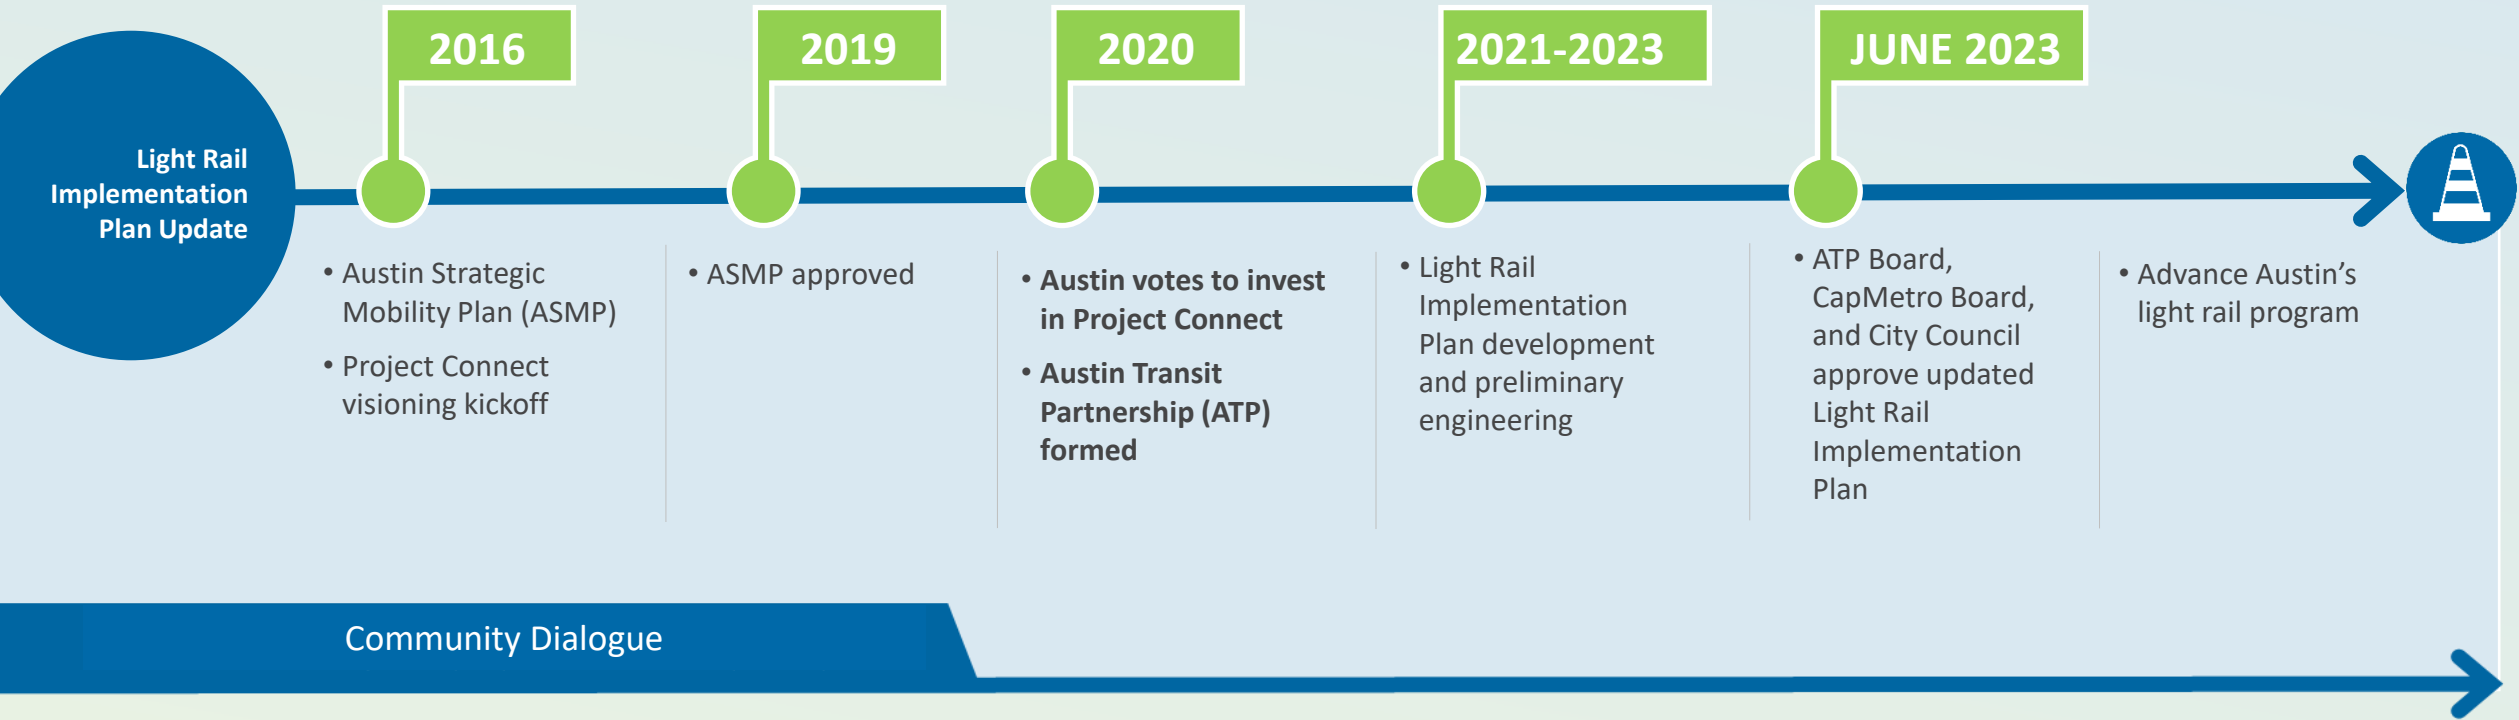 Light Rail
Implementation
Plan Update
2016
• Austin Strategic
Mobility Plan (ASMP)
• Project Connect
visioning kickoff
2019
• ASMP approved
2020
• Austin votes to invest
in Project Connect
• Austin Transit
Partnership (ATP)
formed
2021-2023
• Light Rail
Implementation
Plan development
and preliminary
engineering
JUNE 2023
• ATP Board,
CapMetro Board,
and City Council
approve updated
Light Rail
Implementation
Plan
• Advance Austin’s
light rail program
Community Dialogue